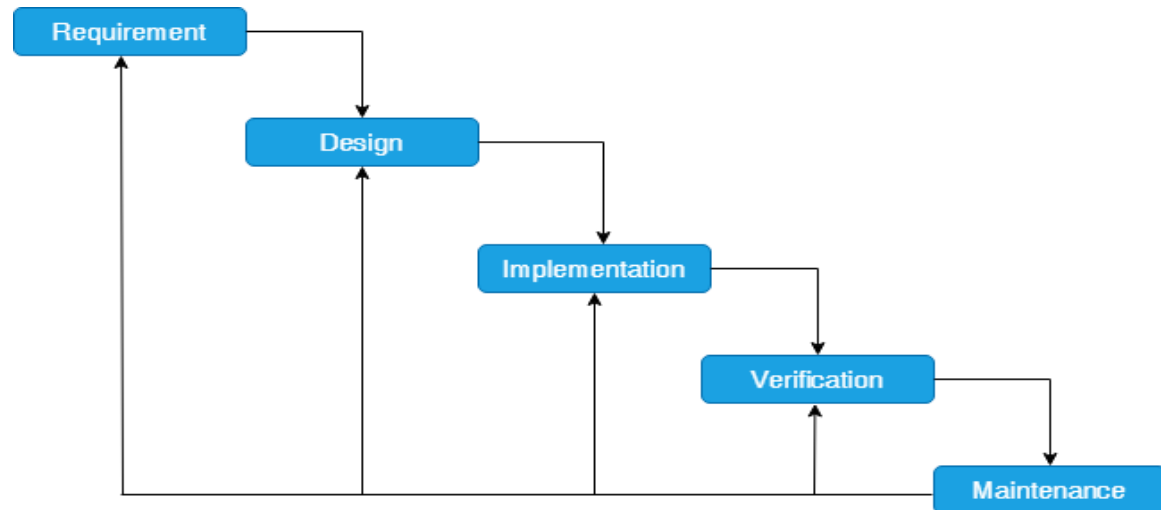 Requirement
Design
Implementation
Verification
Maintenance